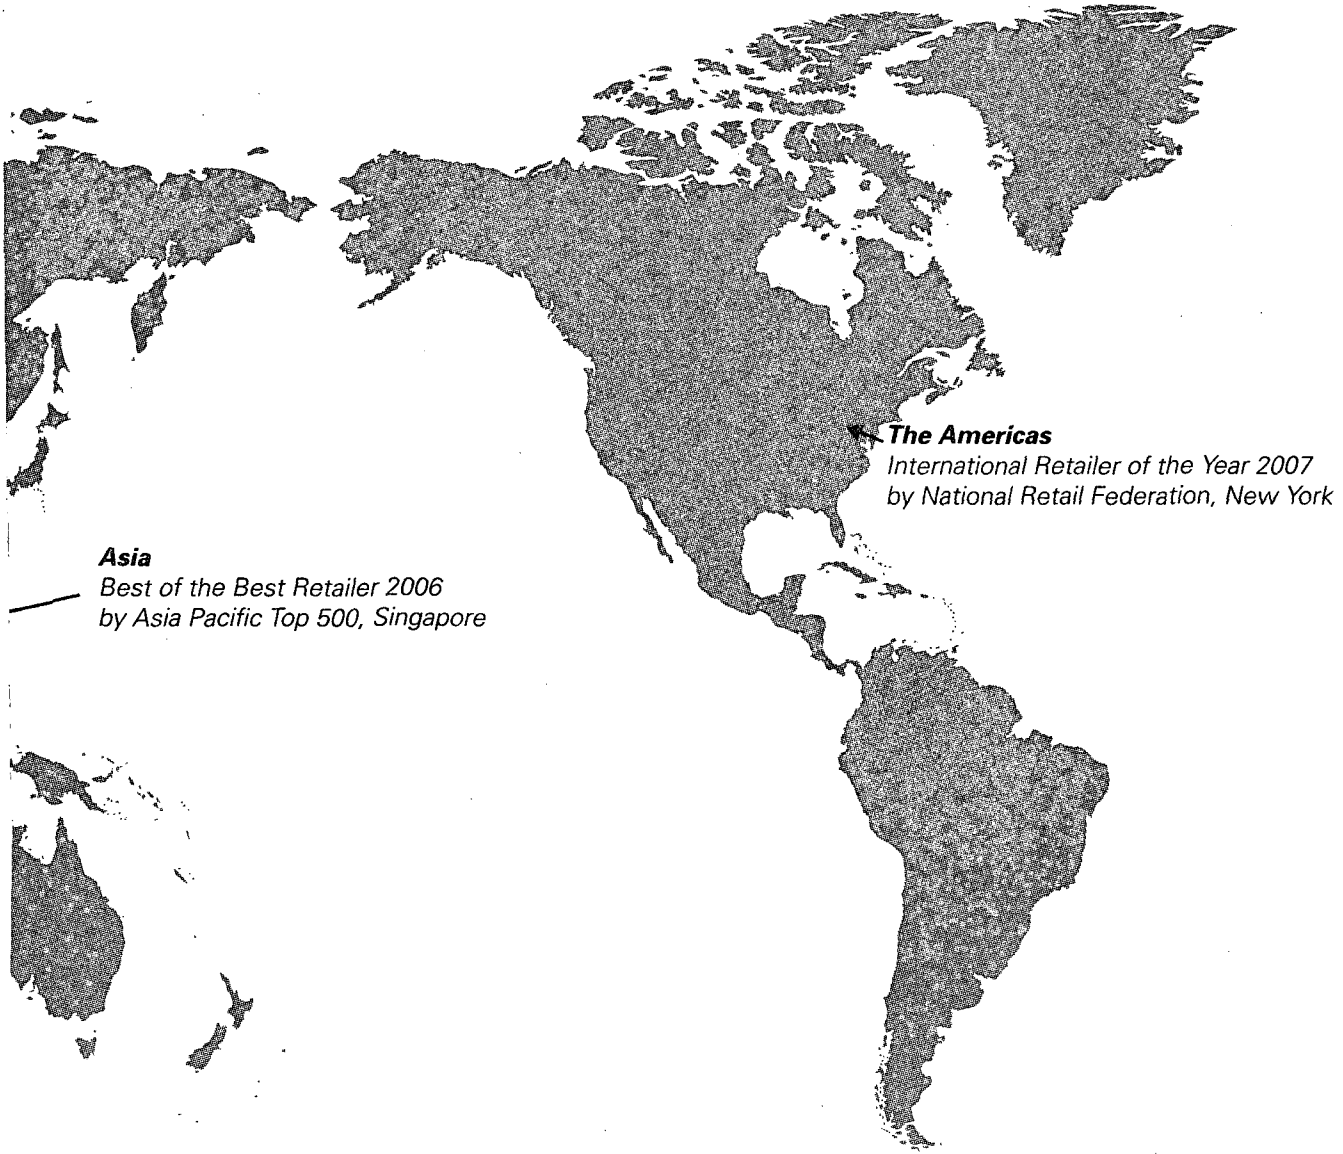 The Americas
International Retailer of the Year 2007
by National Retail Federation, New York
Asia
Best of the Best Retailer 2006
by Asia Pacific Top 500, Singapore